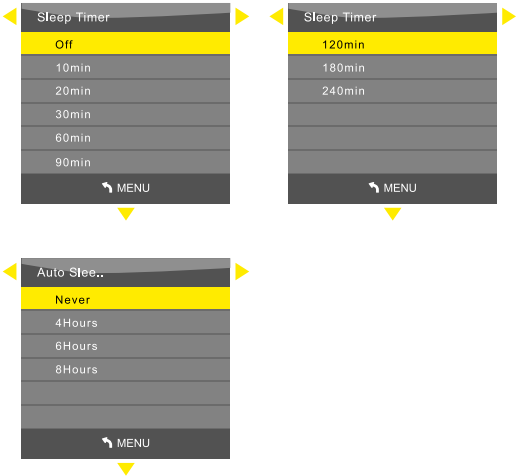 Sleep Timer
Off
10min
20min
30min
60min
90min
MENU
Sleep Timer
120min
180min
240min
MENU
Auto Slee..
Never
4Hours
6Hours
8Hours
MENU